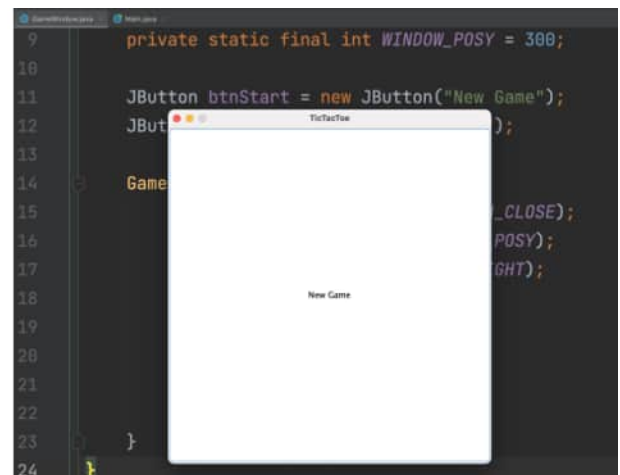 GameWindow.java
Main.java
9 private static final int WINDOW_POSY = 300;
10
11 JButton btnStart = new JButton("New Game");
12 JBut );
TicTacToe
13
14 Game
15 _CLOSE);
16 POSY);
17 GHT);
New Game
18
19
20
21
22
23 }
24 }